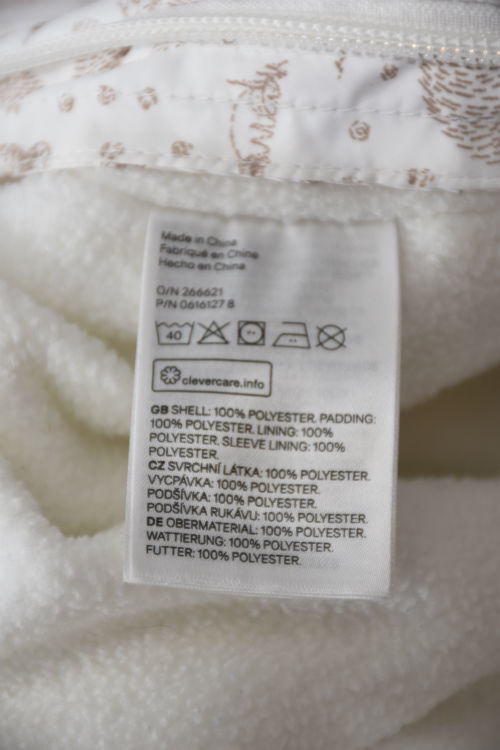 Made in China
Fabriqué en Chine
Hecho en China
O/N 266621
P/N 0616127 8
40
clevercare.info
GB SHELL: 100% POLYESTER. PADDING:
100% POLYESTER. LINING: 100%
POLYESTER. SLEEVE LINING: 100%
POLYESTER.
CZ SVRCHNÍ LÁTKA: 100% POLYESTER.
VYCPÁVKA: 100% POLYESTER.
PODŠÍVKA: 100% POLYESTER.
PODŠÍVKA RUKÁVU: 100% POLYESTER.
DE OBERMATERIAL: 100% POLYESTER.
WATTIERUNG: 100% POLYESTER.
FUTTER: 100% POLYESTER.